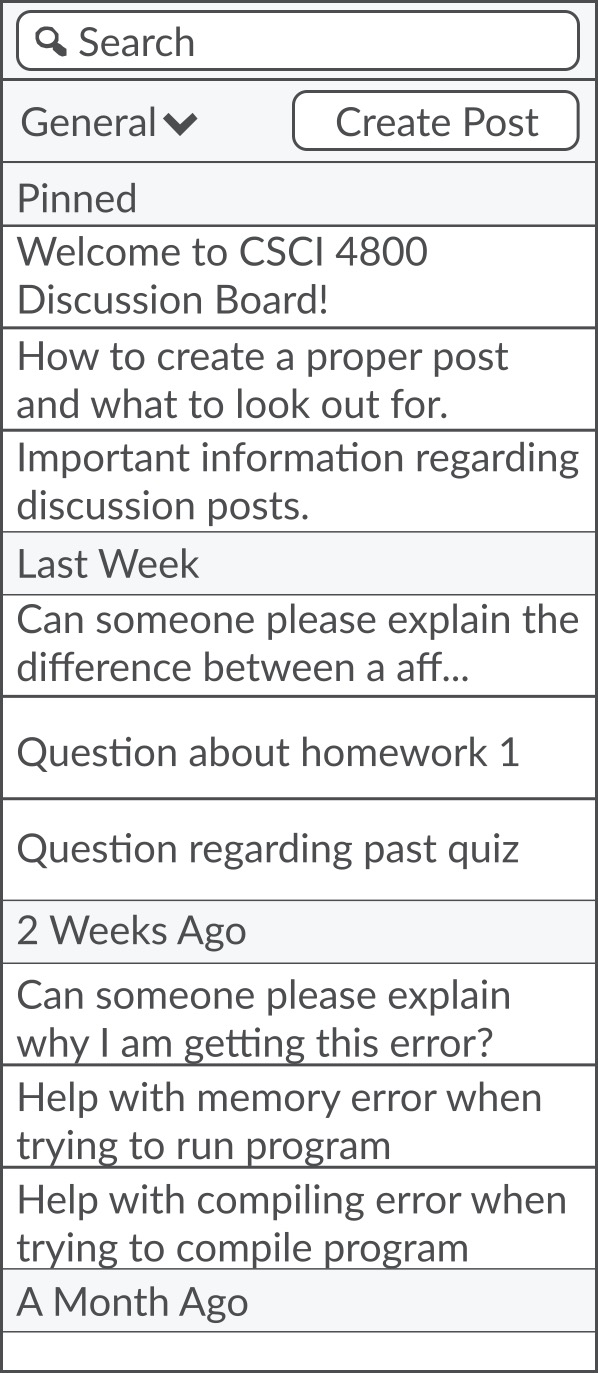 Search
General
Create Post
Pinned
Welcome to CSCI 4800
Discussion Board!
How to create a proper post
and what to look out for.
Important information regarding
discussion posts.
Last Week
Can someone please explain the
difference between a aff...
Question about homework 1
Question regarding past quiz
2 Weeks Ago
Can someone please explain
why I am getting this error?
Help with memory error when
trying to run program
Help with compiling error when
trying to compile program
A Month Ago